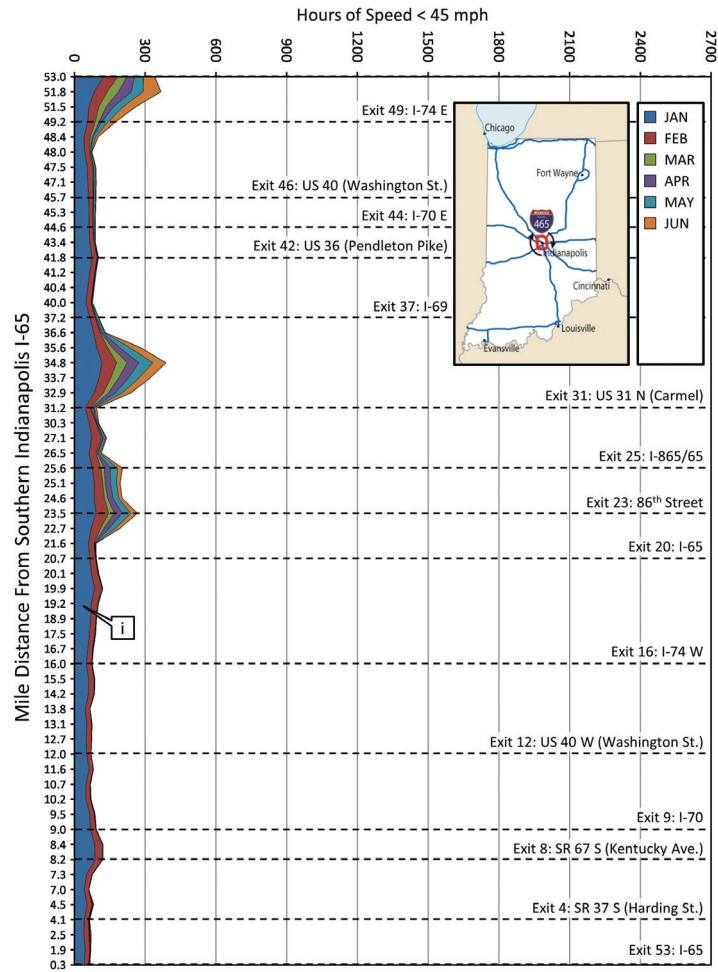 Hours of Speed < 45 mph
0
300
600
900
1200
1500
1800
2100
2400
2700
Mile Distance From Southern Indianapolis I-65
53.0
51.8
51.5
49.2
48.4
48.0
47.5
47.1
45.7
45.3
44.6
43.4
41.8
41.2
40.4
40.0
37.2
36.6
35.6
34.8
33.7
32.9
31.2
30.3
27.1
26.5
25.6
25.1
24.6
23.5
22.7
21.6
20.7
20.1
19.9
19.2
18.9
17.5
16.7
16.0
15.5
14.2
13.8
13.1
12.7
12.0
11.6
10.7
10.2
9.5
9.0
8.4
8.2
7.3
7.0
4.5
4.1
2.5
1.9
0.3
Exit 49: I-74 E
Exit 46: US 40 (Washington St.)
Exit 44: I-70 E
Exit 42: US 36 (Pendleton Pike)
Exit 37: I-69
Exit 31: US 31 N (Carmel)
Exit 25: I-865/65
Exit 23: 86th Street
Exit 20: I-65
i
Exit 16: I-74 W
Exit 12: US 40 W (Washington St.)
Exit 9: I-70
Exit 8: SR 67 S (Kentucky Ave.)
Exit 4: SR 37 S (Harding St.)
Exit 53: I-65
Chicago
Fort Wayne
465
Indianapolis
Cincinnati
Louisville
Evansville
JAN
FEB
MAR
APR
MAY
JUN